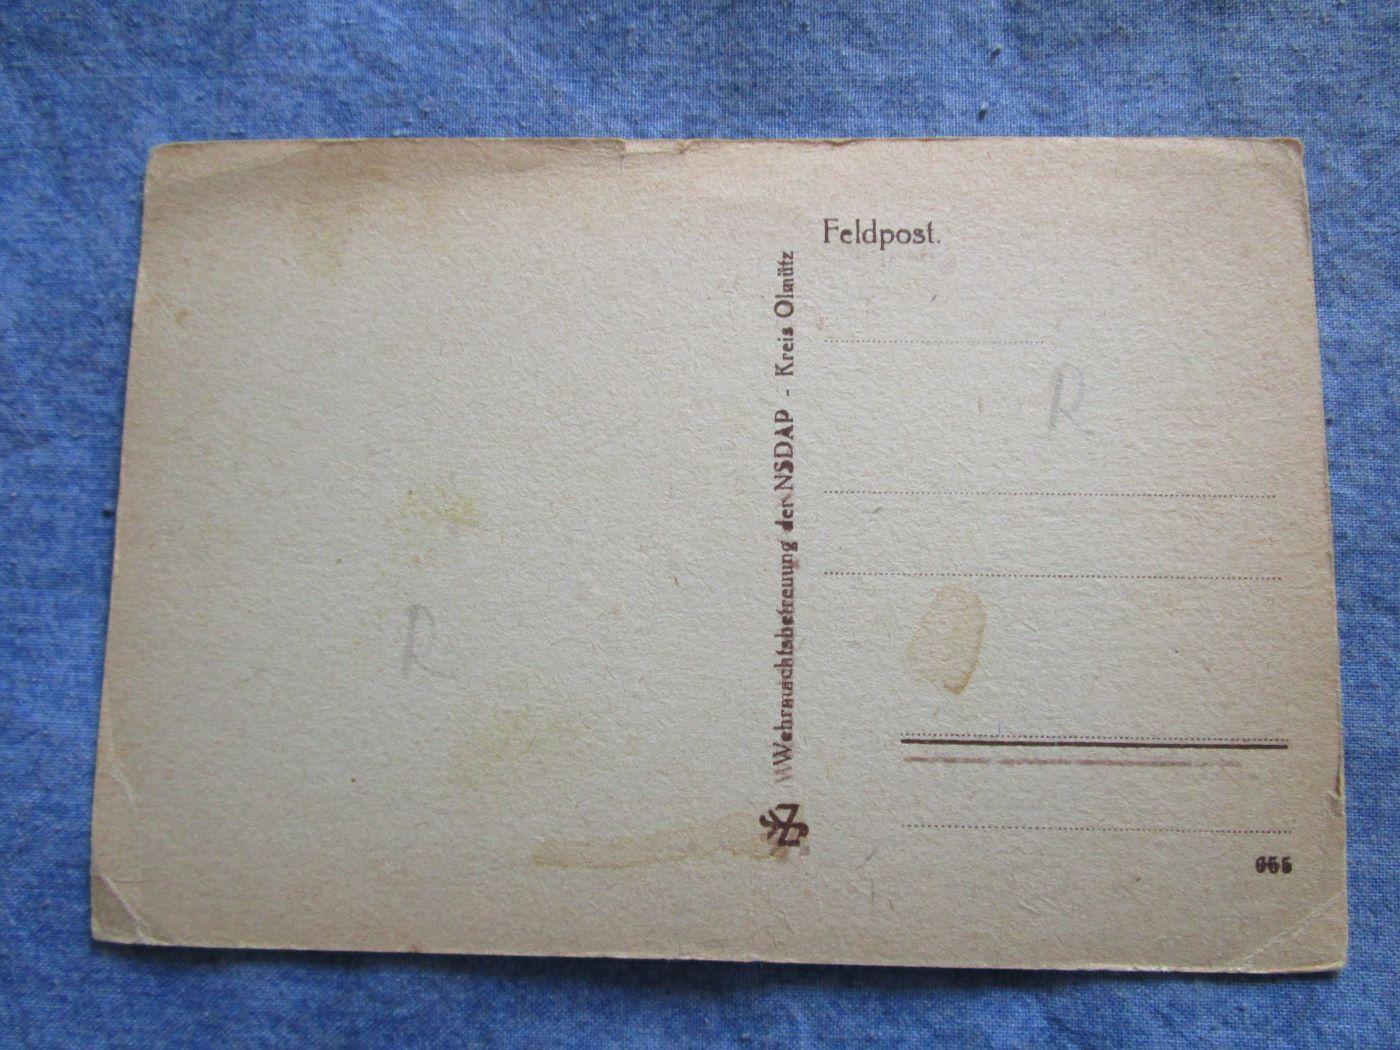 Feldpost.
Wehrmachtsbetreuung der NSDAP - Kreis Olmütz
R
R